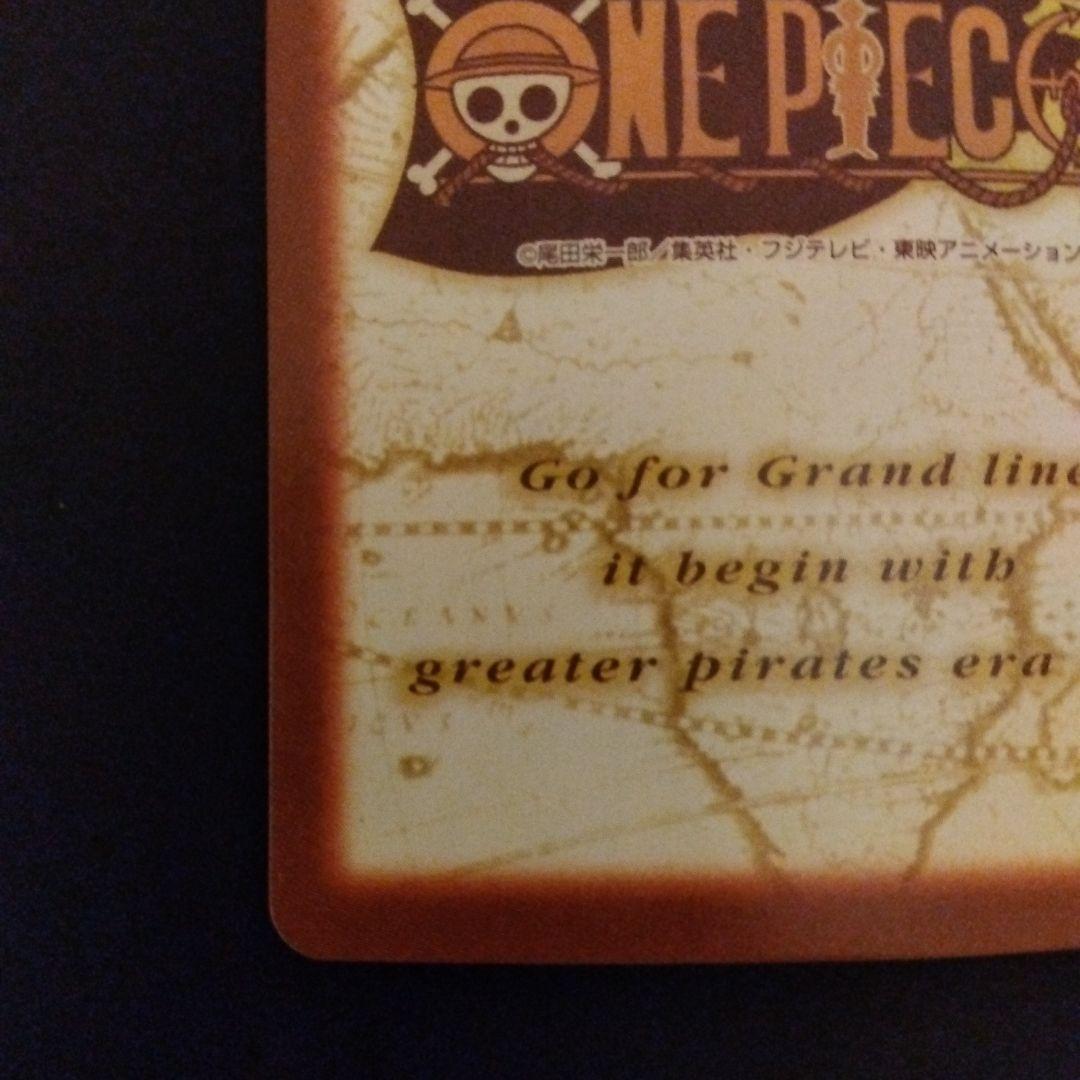 ONE PIECE
©尾田栄一郎／集英社・フジテレビ・東映アニメーション
Go for Grand line
it begin with
greater pirates era